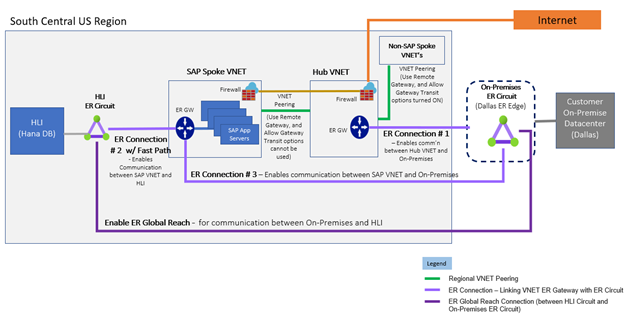 South Central US Region
Internet
Non-SAP Spoke
VNET's
SAP Spoke VNET
Hub VNET
VNET Peering
(Use Remote
Gateway, and Allow
Gateway Transit
options turned ON)
HLI
ER Circuit
Firewall
VNET
Peering
Firewall
On-Premises
ER Circuit
(Dallas ER Edge)
HLI
(Hana DB)
ER GW
SAP App
Servers
(Use Remote
Gateway, and Allow
Gateway Transit
options cannot be
used)
ER GW
Customer
On-Premise
Datacenter
(Dallas)
ER Connection
# 2 w/ Fast Path
- Enables
Communication
between SAP VNET and
HLI
ER Connection # 1
– Enables comm'n
between Hub VNET and
On-Premises
ER Connection # 3 – Enables communication between SAP VNET and On-Premises
Enable ER Global Reach - for communication between On-Premises and HLI
Legend
Regional VNET Peering
ER Connection – Linking VNET ER Gateway with ER Circuit
ER Global Reach Connection (between HLI Circuit and
On-Premises ER Circuit)